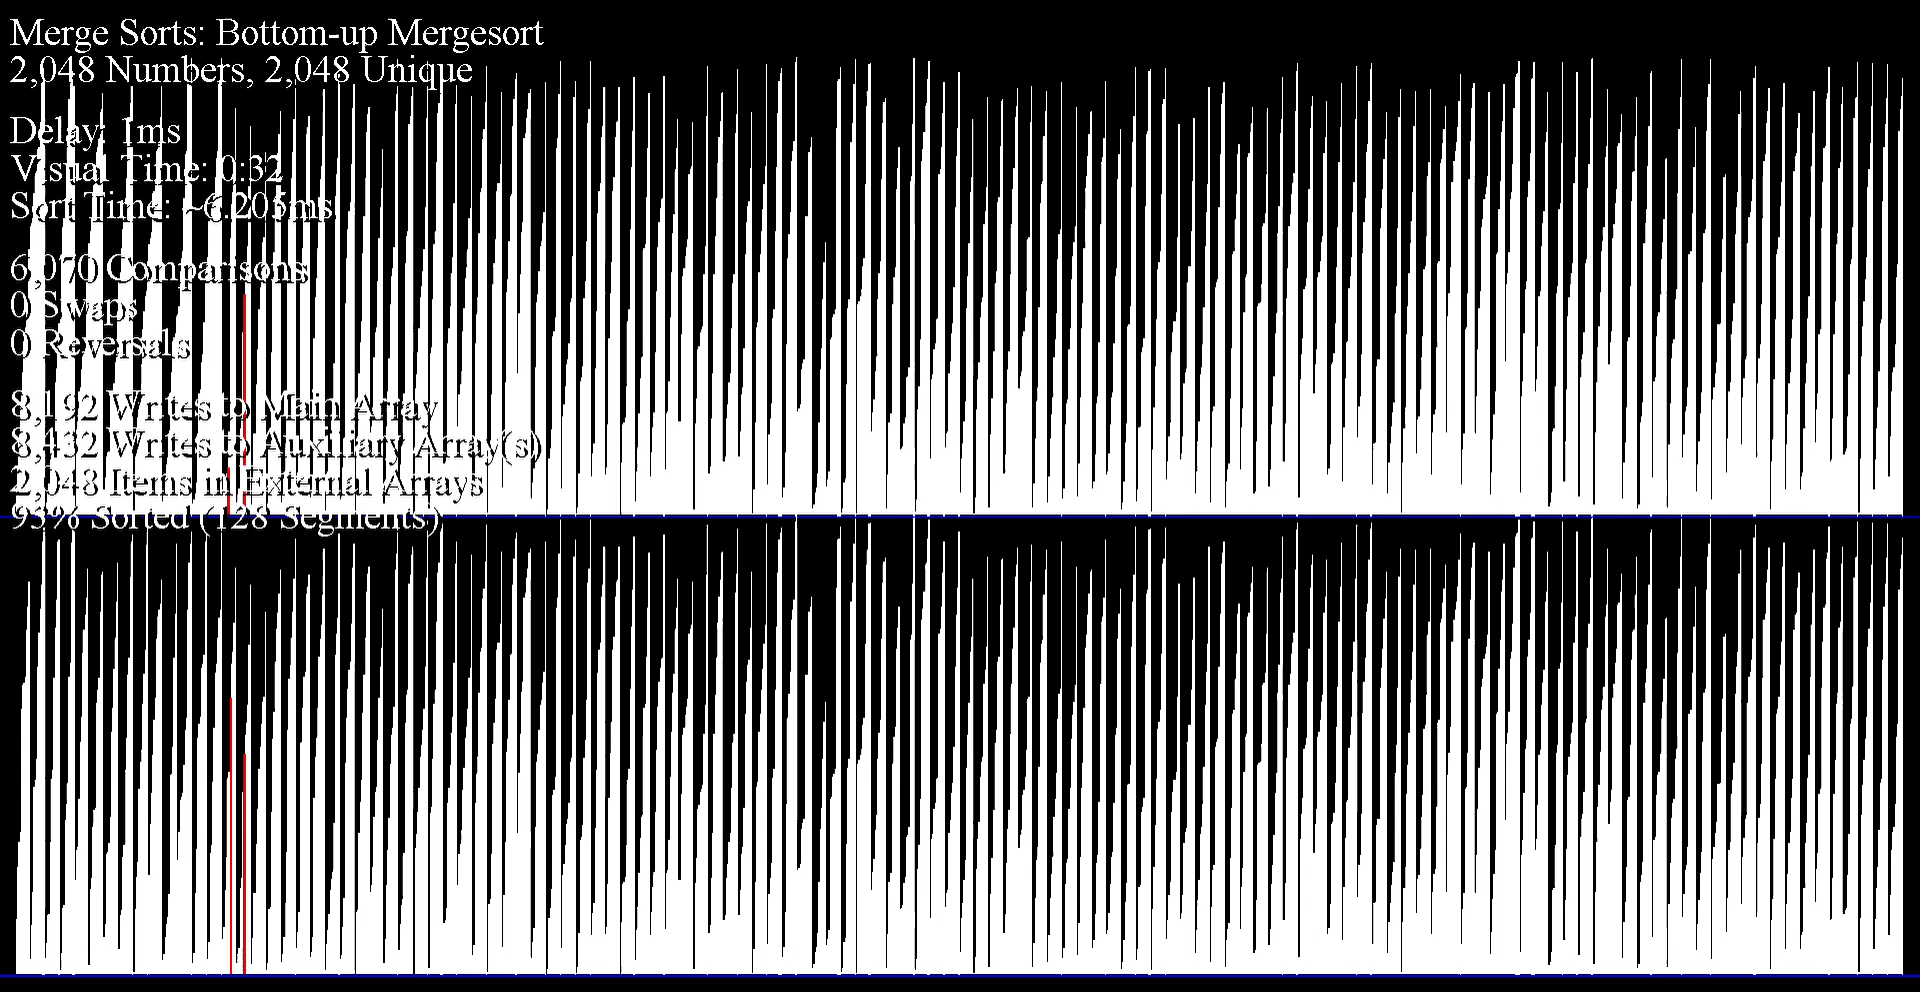 Merge Sorts: Bottom-up Mergesort
2,048 Numbers, 2,048 Unique
Delay: 1ms
Visual Time: 0:32
Sort Time: ~6.205ms
6,070 Comparisons
0 Swaps
0 Reversals
8,192 Writes to Main Array
8,432 Writes to Auxiliary Array(s)
2,048 Items in External Arrays
93% Sorted (128 Segments)